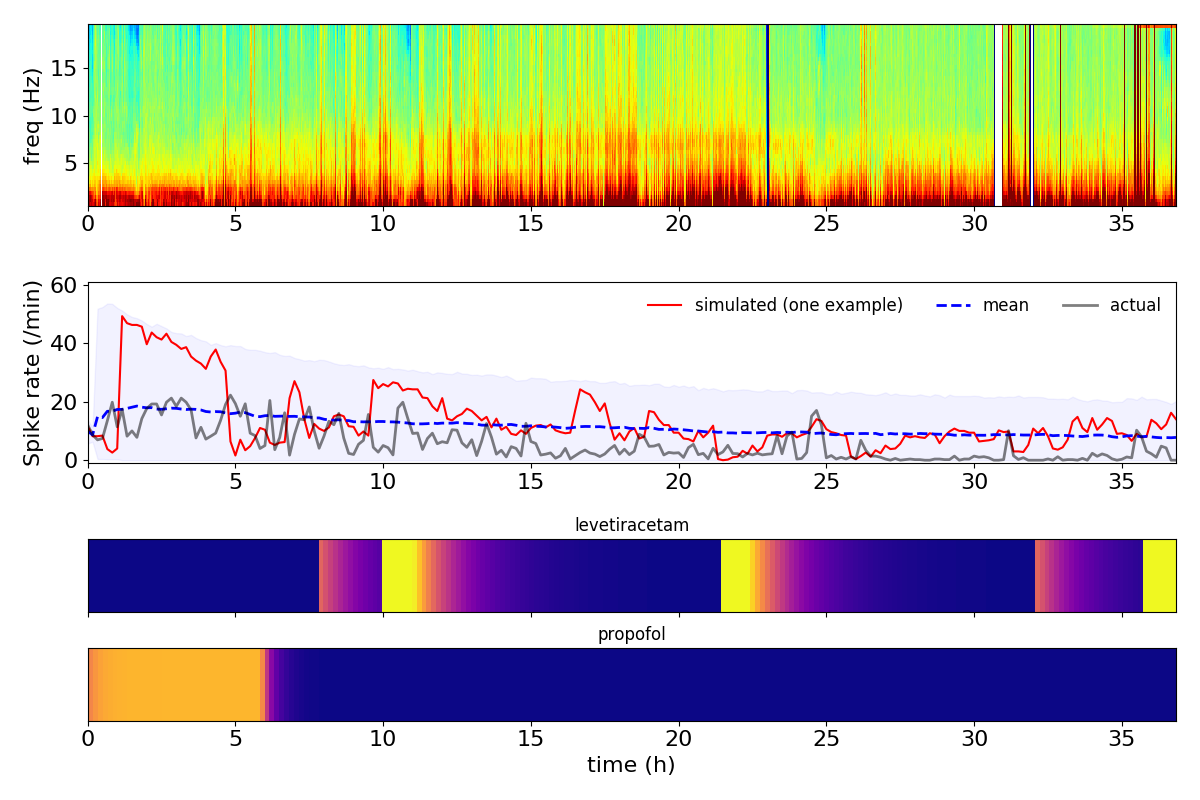 freq (Hz)
15
10
5
0 5 10 15 20 25 30 35
Spike rate (/min)
60
40
20
0
simulated (one example) mean actual
0 5 10 15 20 25 30 35
levetiracetam
propofol
0 5 10 15 20 25 30 35
time (h)